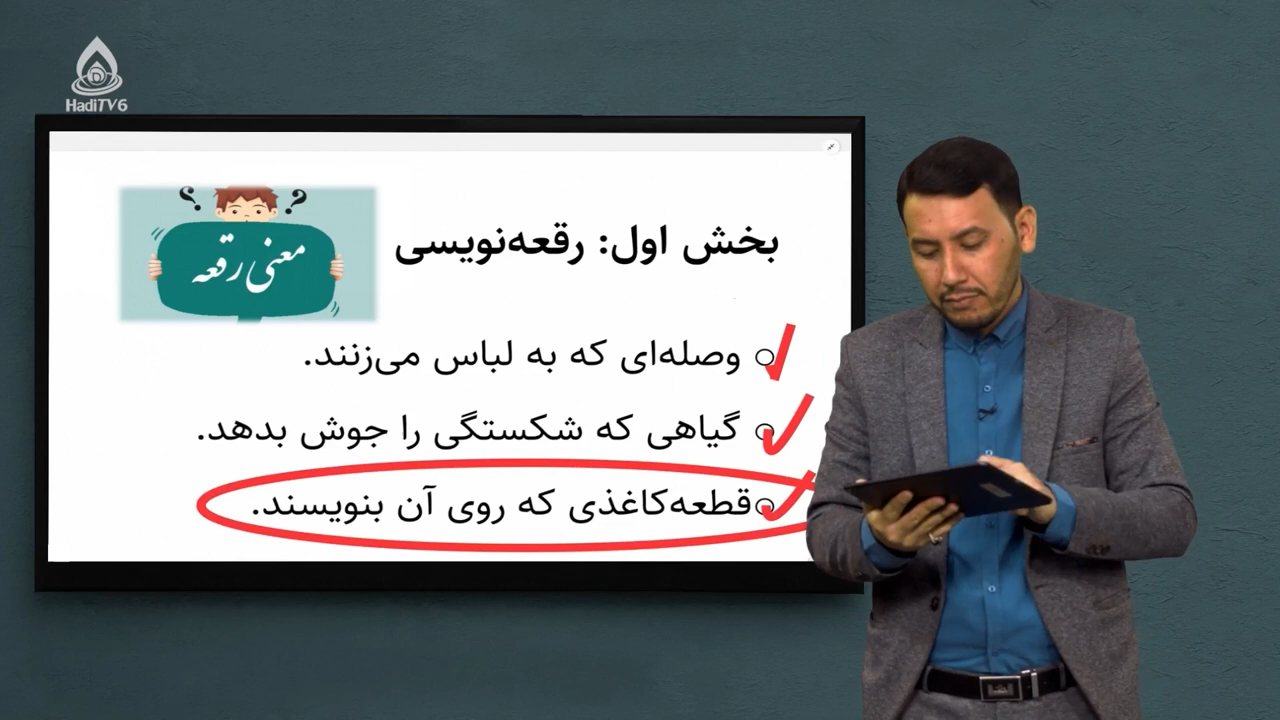 HadiTV6
بخش اول: رقعه‌نویسی
معنی رقعه
وصله‌ای که به لباس می‌زنند.
گیاهی که شکستگی را جوش بدهد.
قطعه‌کاغذی که روی آن بنویسند.